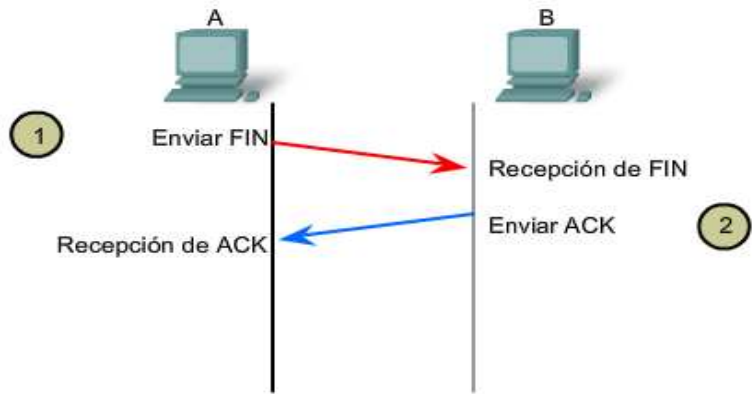 A
B
1
Enviar FIN
Recepción de FIN
Enviar ACK
2
Recepción de ACK